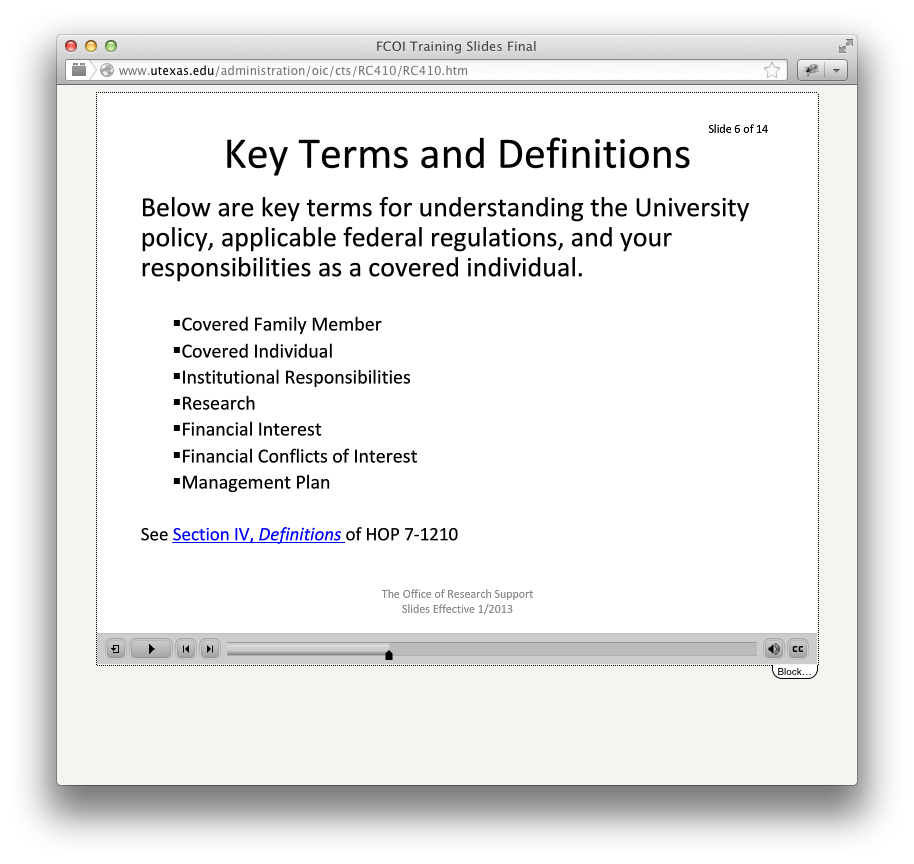 FCOI Training Slides Final
www.utexas.edu/administration/oic/cts/RC410/RC410.htm
Slide 6 of 14
Key Terms and Definitions
Below are key terms for understanding the University
policy, applicable federal regulations, and your
responsibilities as a covered individual.
▪Covered Family Member
▪Covered Individual
▪Institutional Responsibilities
▪Research
▪Financial Interest
▪Financial Conflicts of Interest
▪Management Plan
See Section IV, Definitions of HOP 7-1210
The Office of Research Support
Slides Effective 1/2013
CC
Block...